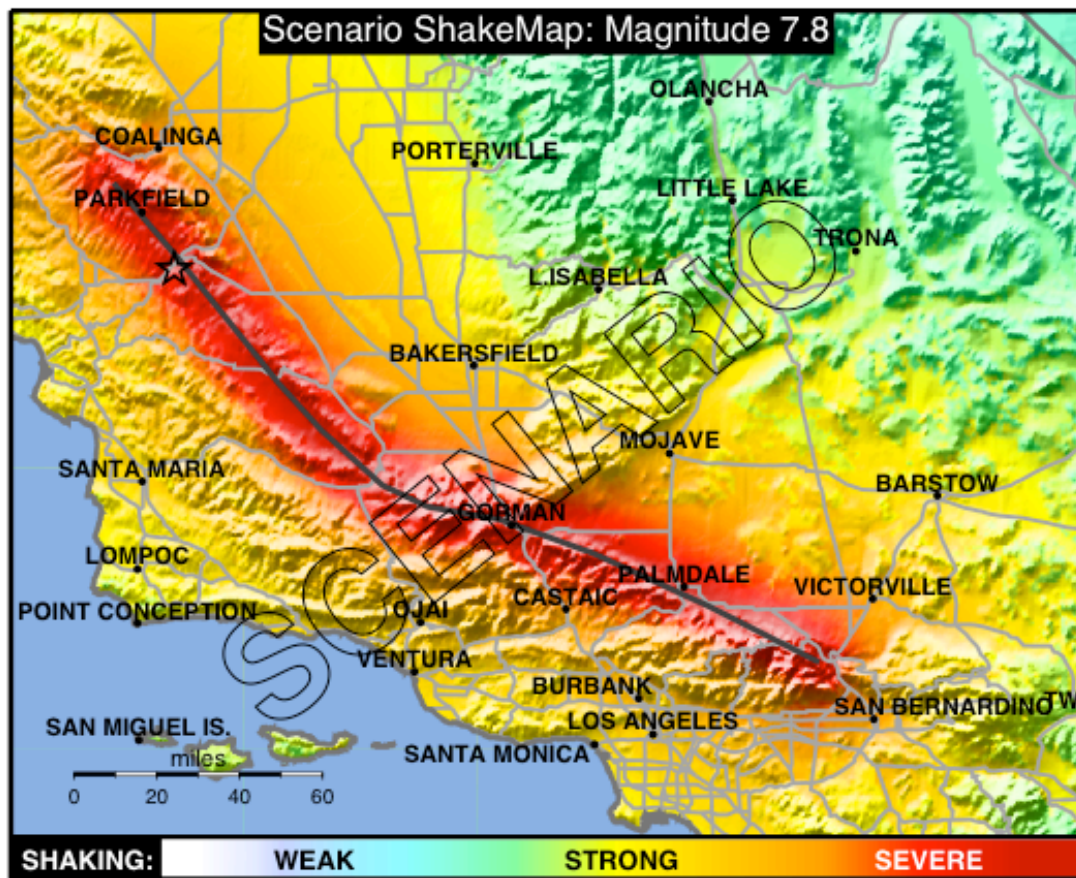 Scenario ShakeMap: Magnitude 7.8
OLANCHA
COALINGA
PORTERVILLE
PARKFIELD
LITTLE LAKE
TRONA
L.ISABELLA
BAKERSFIELD
SCENARIO
MOJAVE
SANTA MARIA
BARSTOW
GORMAN
LOMPOC
PALMDALE
VICTORVILLE
CASTAIC
POINT CONCEPTION
OJAI
VENTURA
BURBANK
SAN BERNARDINO
TW
LOS ANGELES
SAN MIGUEL IS.
SANTA MONICA
miles
0 20 40 60
SHAKING: WEAK STRONG SEVERE